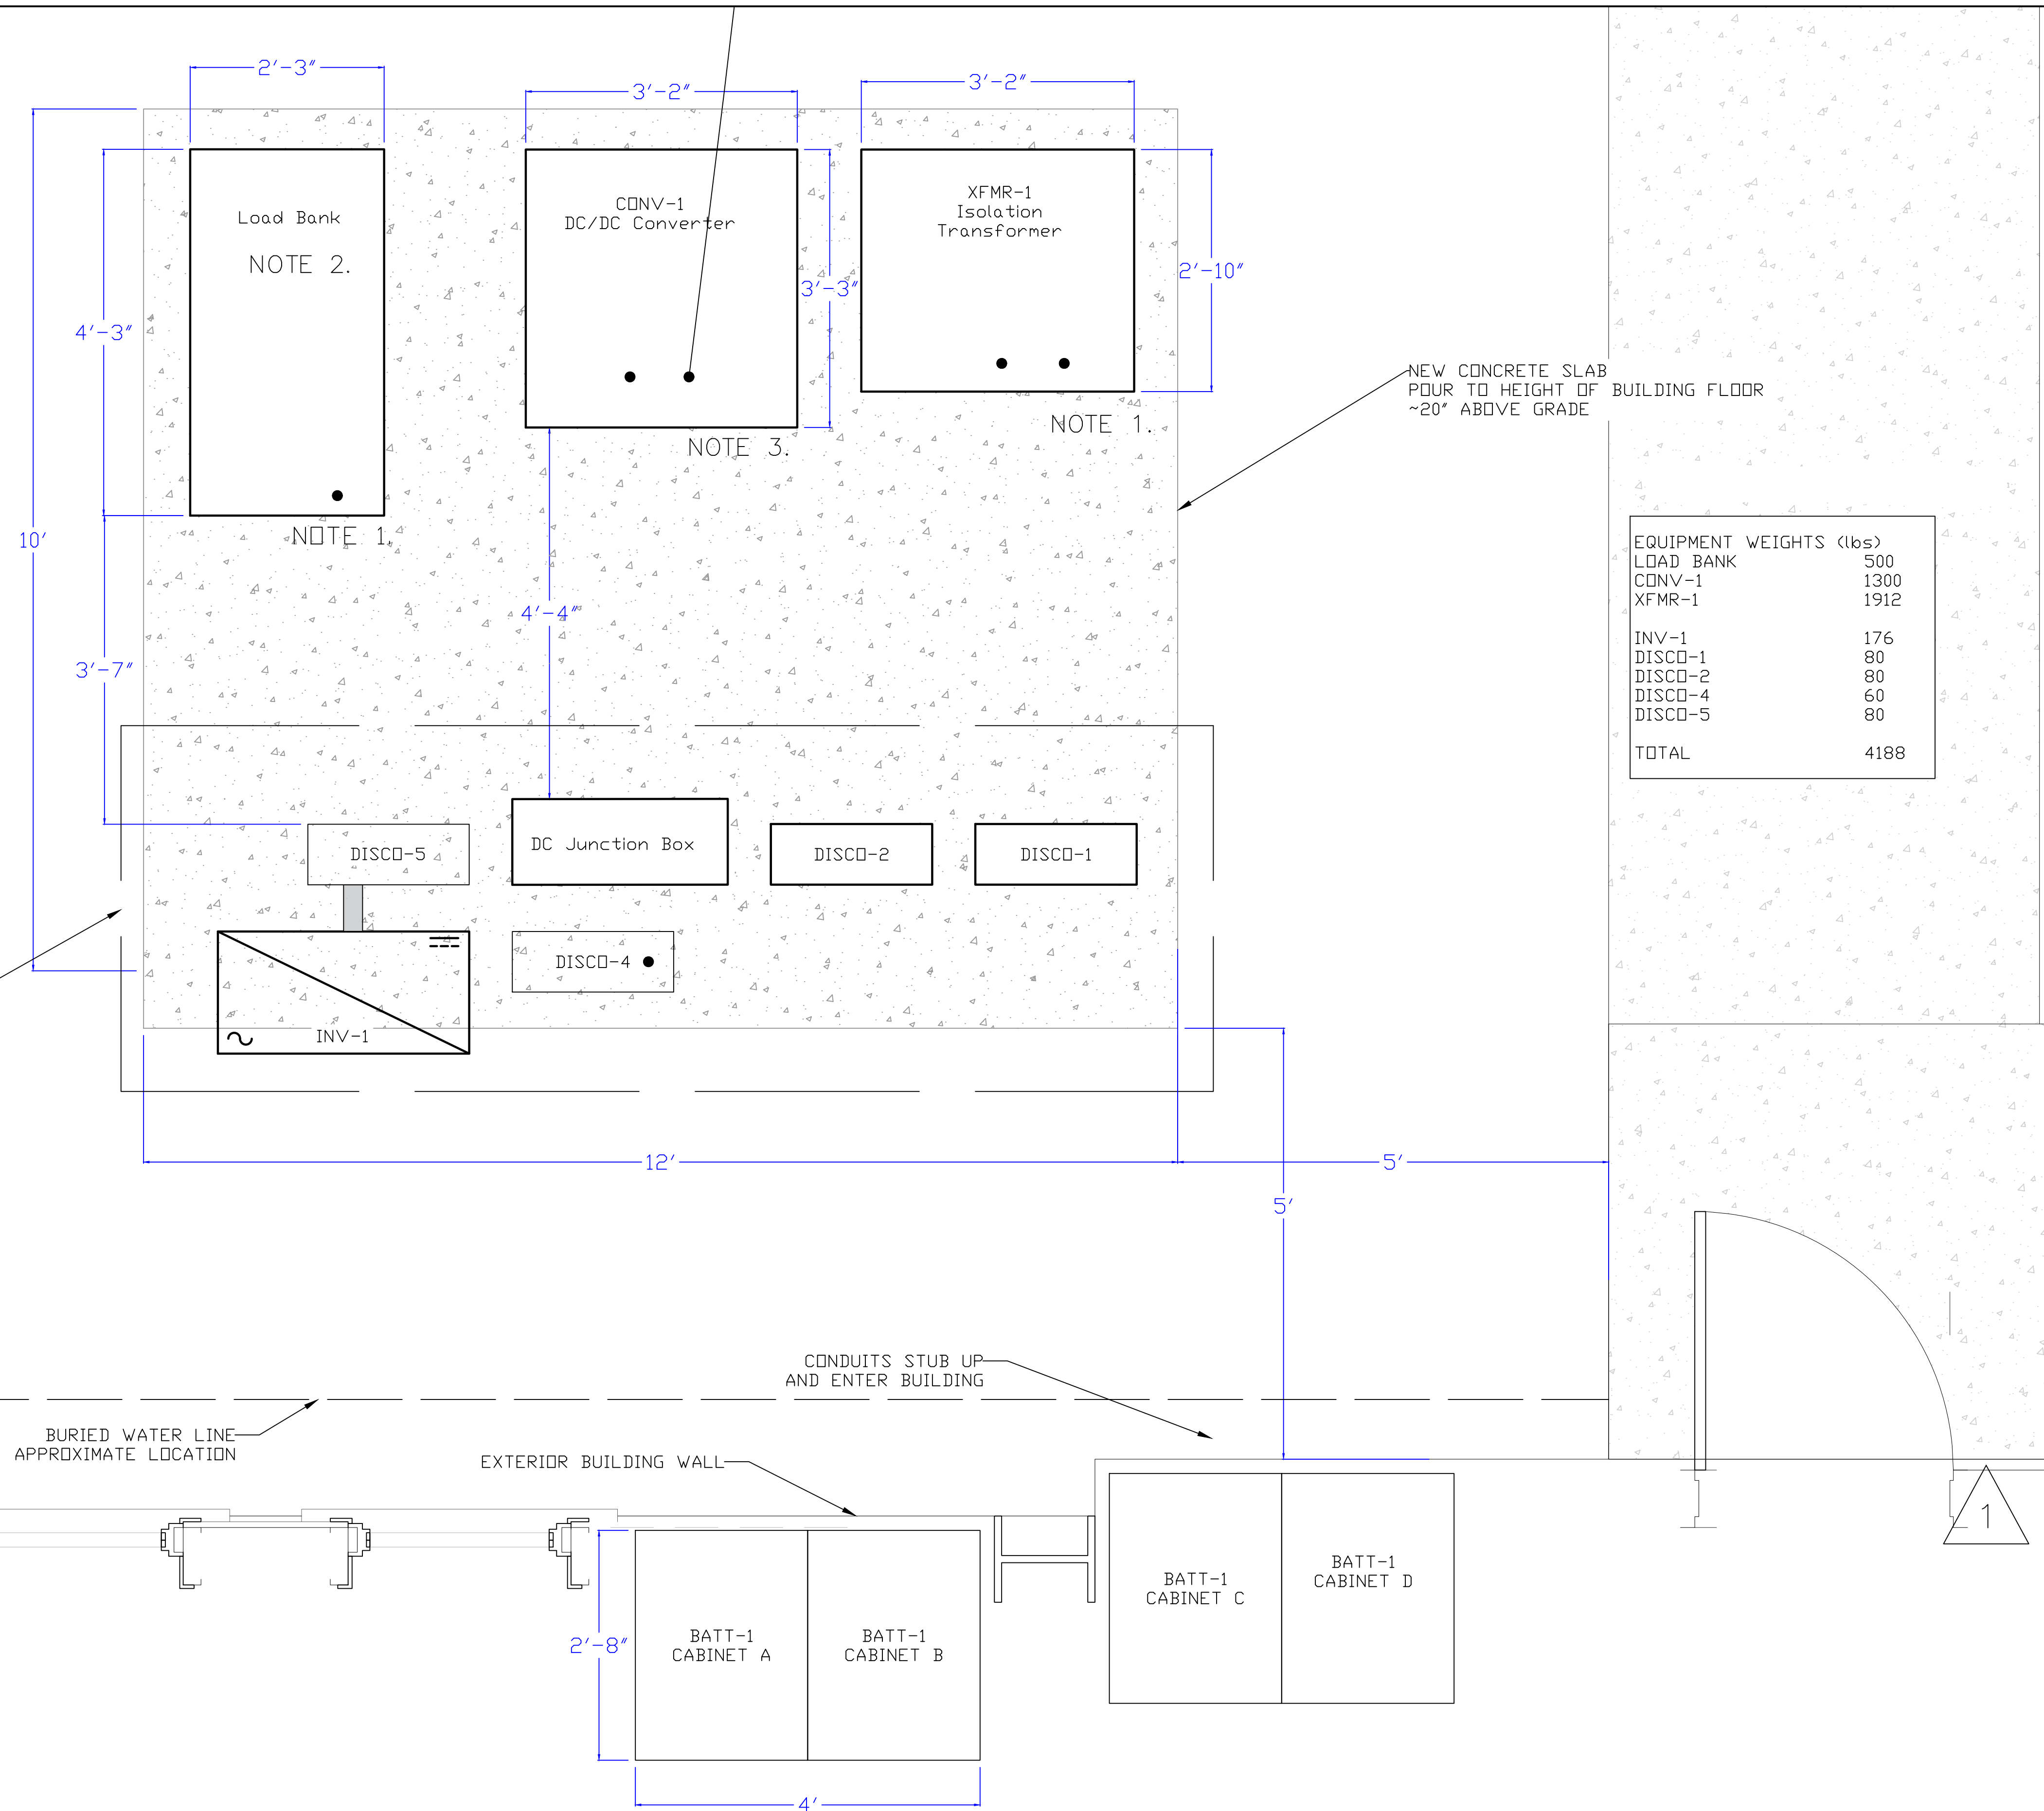 2'-3"
3'-2"
3'-2"
Load Bank
NOTE 2.
CONV-1
DC/DC Converter
XFMR-1
Isolation
Transformer
2'-10"
3'-3"
4'-3"
NEW CONCRETE SLAB
POUR TO HEIGHT OF BUILDING FLOOR
~20" ABOVE GRADE
NOTE 1.
NOTE 3.
NOTE 1.
10'
EQUIPMENT WEIGHTS (lbs)
LOAD BANK 500
CONV-1 1300
XFMR-1 1912
INV-1 176
DISCO-1 80
DISCO-2 80
DISCO-4 60
DISCO-5 80
TOTAL 4188
4'-4"
3'-7"
DISCO-5
DC Junction Box
DISCO-2
DISCO-1
DISCO-4
INV-1
12'
5'
5'
CONDUITS STUB UP
AND ENTER BUILDING
BURIED WATER LINE
APPROXIMATE LOCATION
EXTERIOR BUILDING WALL
1
BATT-1
CABINET A
BATT-1
CABINET B
BATT-1
CABINET C
BATT-1
CABINET D
2'-8"
4'